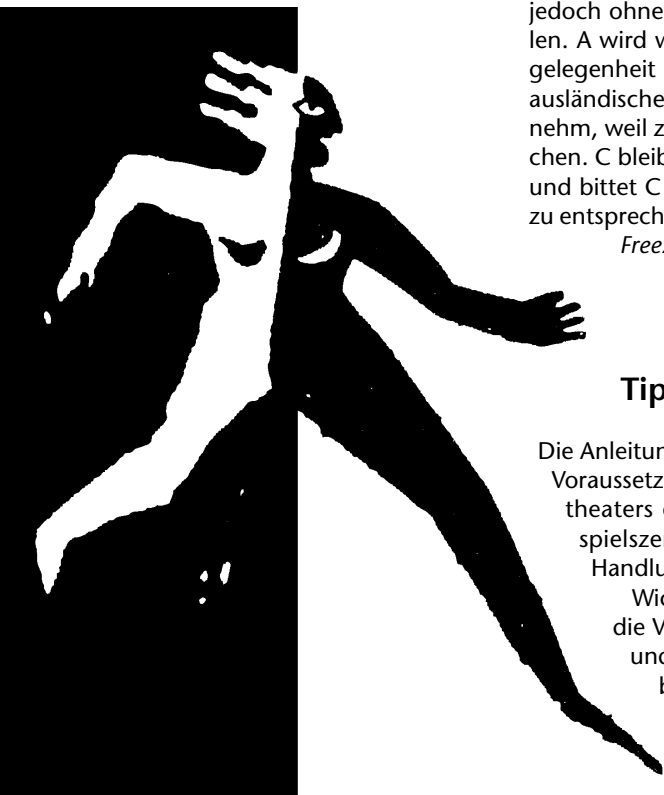 jedoch ohne
len. A wird w
gelegenheit
ausländische
nehm, weil z
chen. C bleib
und bittet C
zu entsprech
Free
Tip
Die Anleitun
Voraussetz
theaters
spielszen
Handlu
Wid
die V
und
b